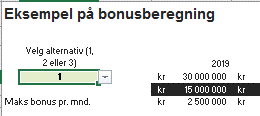 Eksempel på bonusberegning
Velg alternativ (1,
2 eller 3)
2019
1
kr 30 000 000 kr
kr 15 000 000 kr
Maks bonus pr. mnd. kr 2 500 000 kr